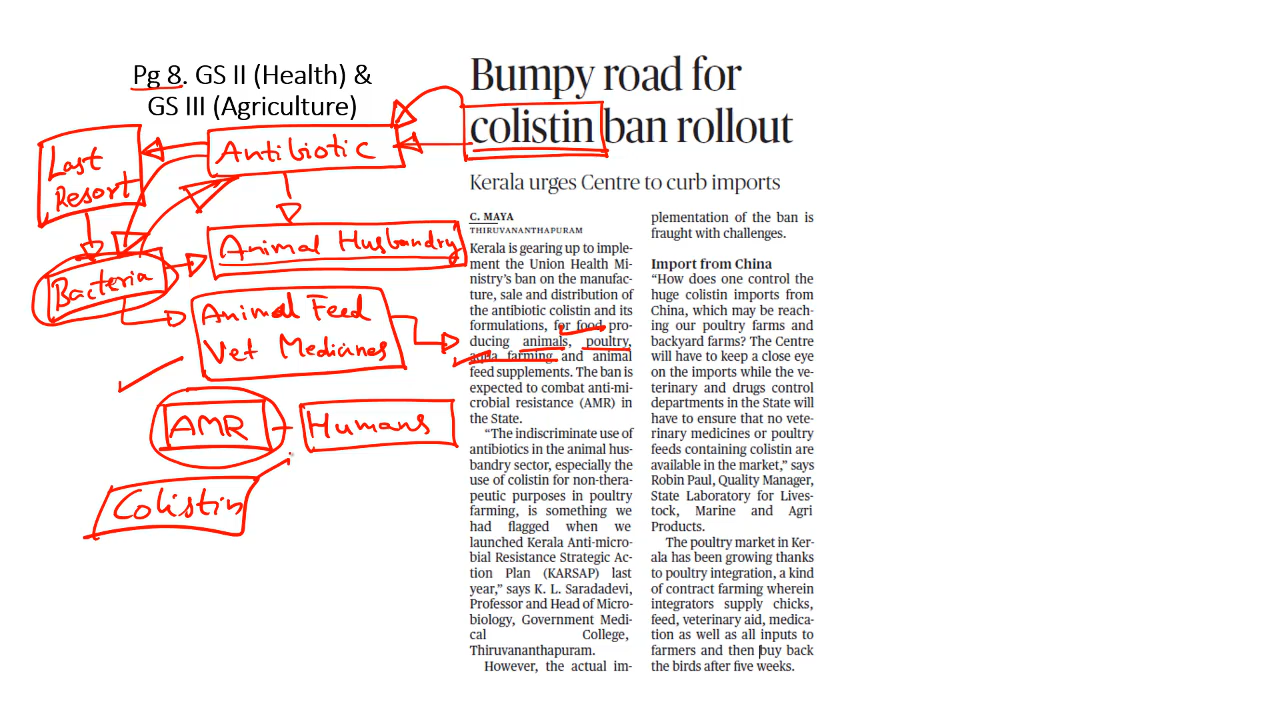 Pg 8. GS II (Health) &
GS III (Agriculture)
Last
Resort
Antibiotic
Bacteria
Animal Husbandry
Animal Feed
Vet Medicines
AMR - Humans
Colistin
Bumpy road for
colistin ban rollout
Kerala urges Centre to curb imports
C. MAYA
THIRUVANANTHAPURAM
Kerala is gearing up to imple-
ment the Union Health Mi-
nistry's ban on the manufac-
ture, sale and distribution of
the antibiotic colistin and its
formulations, for food pro-
ducing animals, poultry,
aqua farming and animal
feed supplements. The ban is
expected to combat anti-mi-
crobial resistance (AMR) in
the State.
"The indiscriminate use of
antibiotics in the animal hus-
bandry sector, especially the
use of colistin for non-thera-
peutic purposes in poultry
farming, is something we
had flagged when we
launched Kerala Anti-micro-
bial Resistance Strategic Ac-
tion Plan (KARSAP) last
year," says K. L. Saradadevi,
Professor and Head of Micro-
biology, Government Medi-
cal College,
Thiruvananthapuram.
However, the actual im-
plementation of the ban is
fraught with challenges.
Import from China
"How does one control the
huge colistin imports from
China, which may be reach-
ing our poultry farms and
backyard farms? The Centre
will have to keep a close eye
on the imports while the ve-
terinary and drugs control
departments in the State will
have to ensure that no vete-
rinary medicines or poultry
feeds containing colistin are
available in the market," says
Robin Paul, Quality Manager,
State Laboratory for Lives-
tock, Marine and Agri
Products.
The poultry market in Ker-
ala has been growing thanks
to poultry integration, a kind
of contract farming wherein
integrators supply chicks,
feed, veterinary aid, medica-
tion as well as all inputs to
farmers and then buy back
the birds after five weeks.